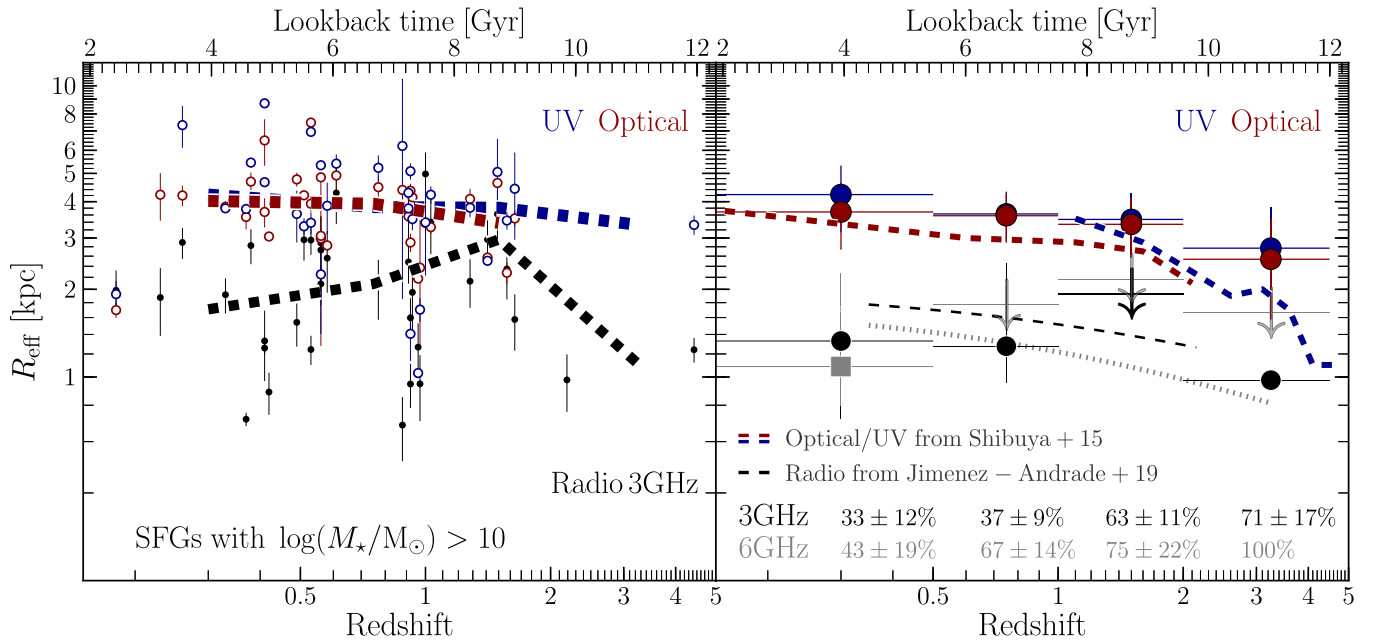 Lookback time [Gyr] Lookback time [Gyr]
2 4 6 8 10 12 2 4 6 8 10 12
R_eff [kpc]
10
8
6
5
4
3
2
1
UV Optical
UV Optical
Radio 3GHz
SFGs with log(M⋆/M⊙) > 10
Optical/UV from Shibuya + 15
Radio from Jimenez − Andrade + 19
3GHz 33 ± 12% 37 ± 9% 63 ± 11% 71 ± 17%
6GHz 43 ± 19% 67 ± 14% 75 ± 22% 100%
0.5 1 2 3 4 5 0.5 1 2 3 4 5
Redshift Redshift